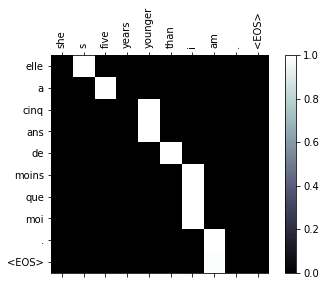 she s five years younger than i am . <EOS>
elle
a
cinq
ans
de
moins
que
moi
.
<EOS>
1.0
0.8
0.6
0.4
0.2
0.0